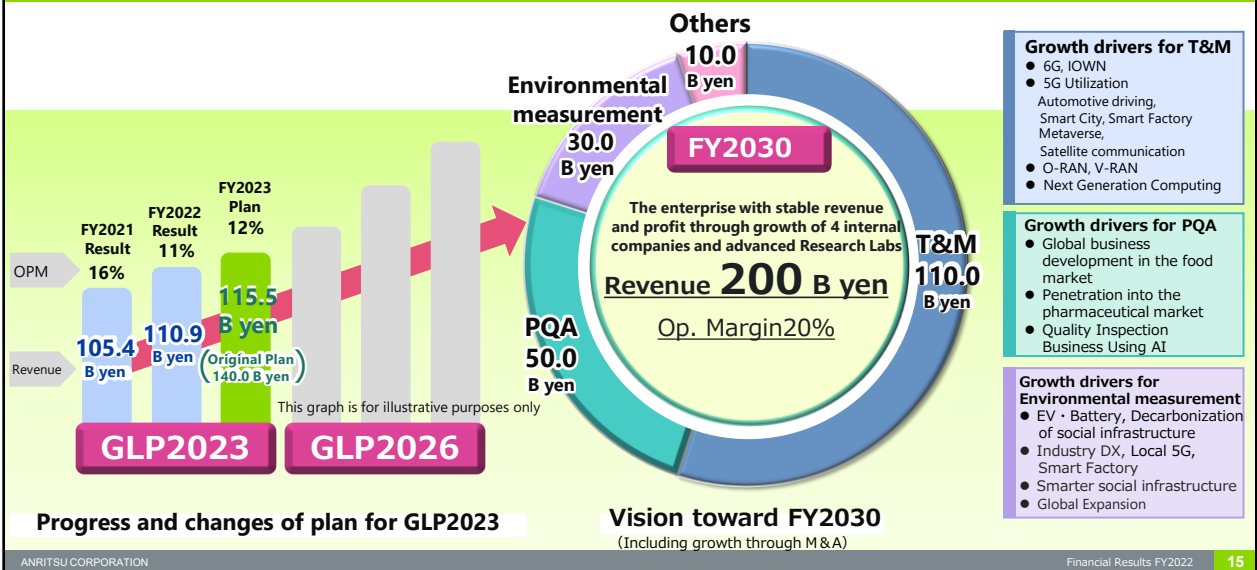 FY2021
Result
16%
FY2022
Result
11%
FY2023
Plan
12%
OPM
Revenue
105.4
B yen
110.9
B yen
115.5
B yen
(Original Plan
140.0 B yen)
This graph is for illustrative purposes only
GLP2023
GLP2026
Progress and changes of plan for GLP2023
Others
10.0
B yen
Environmental
measurement
30.0
B yen
PQA
50.0
B yen
T&M
110.0
B yen
FY2030
The enterprise with stable revenue
and profit through growth of 4 internal
companies and advanced Research Labs
Revenue 200 B yen
Op. Margin20%
Vision toward FY2030
(Including growth through M&A)
Growth drivers for T&M
● 6G, IOWN
● 5G Utilization
Automotive driving,
Smart City, Smart Factory
Metaverse,
Satellite communication
● O-RAN, V-RAN
● Next Generation Computing
Growth drivers for PQA
● Global business
development in the food
market
● Penetration into the
pharmaceutical market
● Quality Inspection
Business Using AI
Growth drivers for
Environmental measurement
● EV・Battery, Decarbonization
of social infrastructure
● Industry DX, Local 5G,
Smart Factory
● Smarter social infrastructure
● Global Expansion
ANRITSU CORPORATION
Financial Results FY2022
15